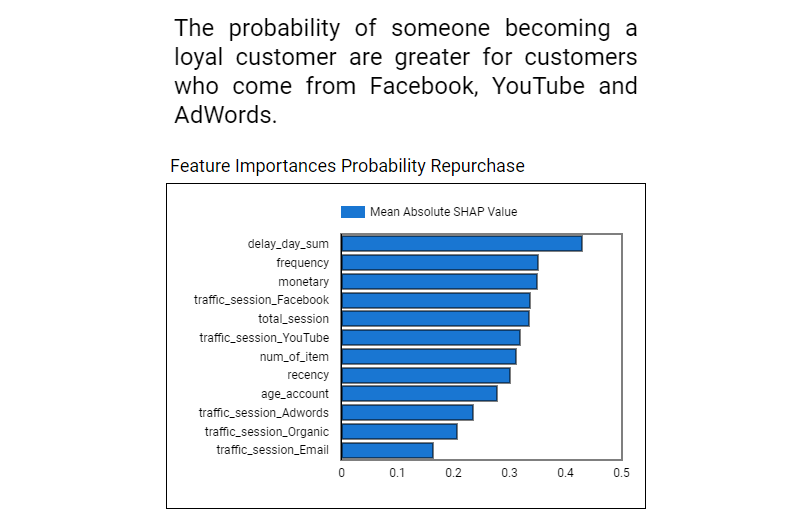 The probability of someone becoming a
loyal customer are greater for customers
who come from Facebook, YouTube and
AdWords.
Feature Importances Probability Repurchase
Mean Absolute SHAP Value
delay_day_sum
frequency
monetary
traffic_session_Facebook
total_session
traffic_session_YouTube
num_of_item
recency
age_account
traffic_session_Adwords
traffic_session_Organic
traffic_session_Email
0 0.1 0.2 0.3 0.4 0.5